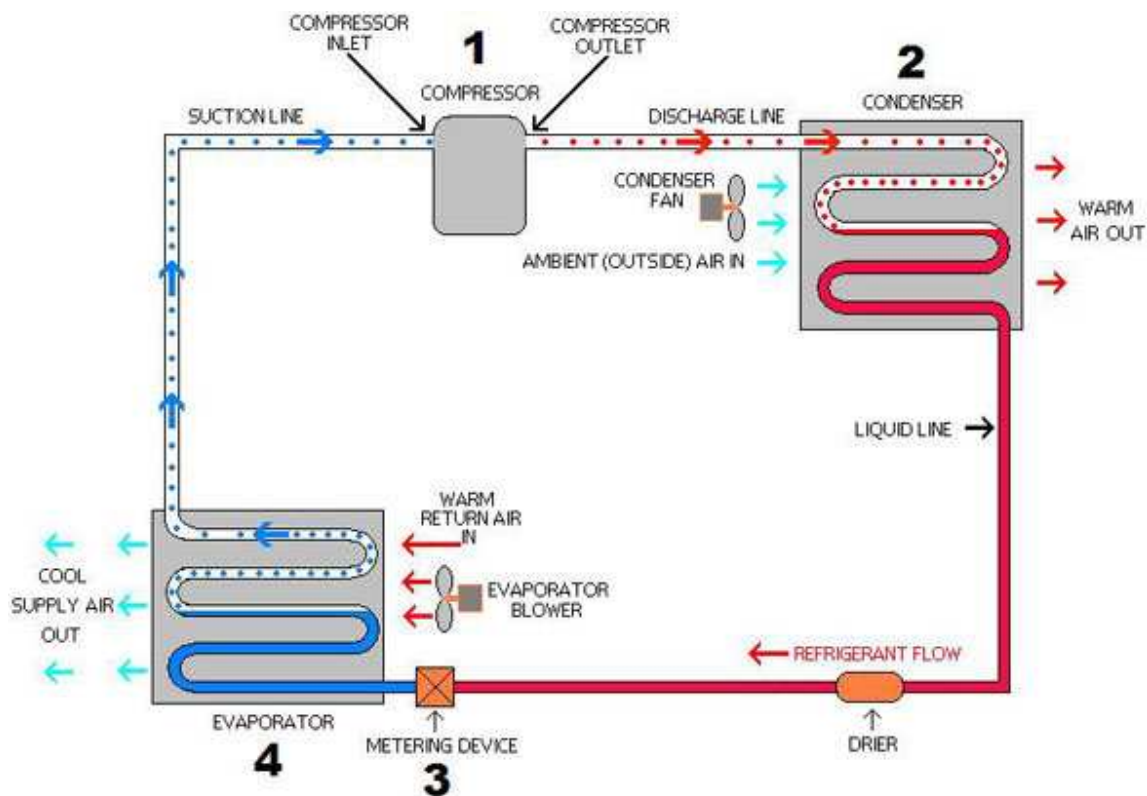 COMPRESSOR
INLET
1
COMPRESSOR
OUTLET
2
COMPRESSOR
CONDENSER
SUCTION LINE
DISCHARGE LINE
CONDENSER
FAN
WARM
AIR OUT
AMBIENT (OUTSIDE) AIR IN
LIQUID LINE
WARM
RETURN AIR
IN
COOL
SUPPLY AIR
OUT
EVAPORATOR
BLOWER
REFRIGERANT FLOW
EVAPORATOR
4
METERING DEVICE
3
DRIER